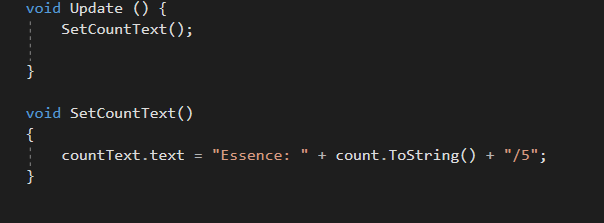 void Update () {
SetCountText();
}
void SetCountText()
{
countText.text = "Essence: " + count.ToString() + "/5";
}